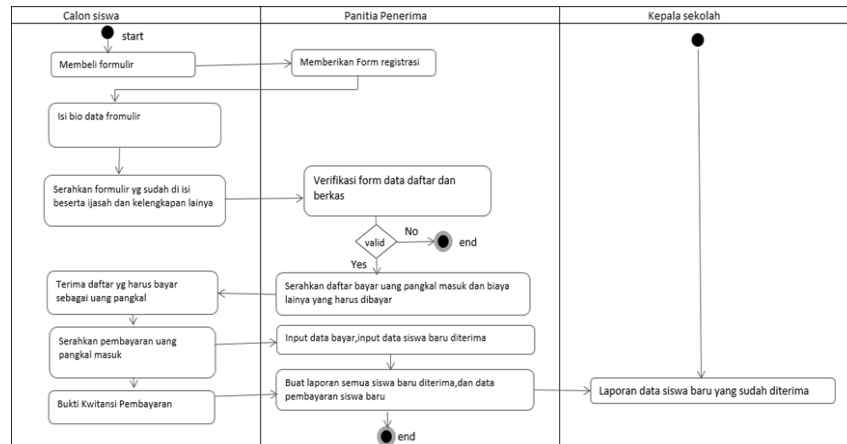 Calon siswa
Panitia Penerima
Kepala sekolah
start
Membeli formulir
Memberikan Form registrasi
Isi bio data fromulir
Serahkan formulir yg sudah di isi
beserta ijasah dan kelengkapan lainya
Verifikasi form data daftar dan
berkas
valid
No
end
Yes
Serahkan daftar bayar uang pangkal masuk dan biaya
lainya yang harus dibayar
Terima daftar yg harus bayar
sebagai uang pangkal
Serahkan pembayaran uang
pangkal masuk
Input data bayar,input data siswa baru diterima
Bukti Kwitansi Pembayaran
Buat laporan semua siswa baru diterima,dan data
pembayaran siswa baru
Laporan data siswa baru yang sudah diterima
end